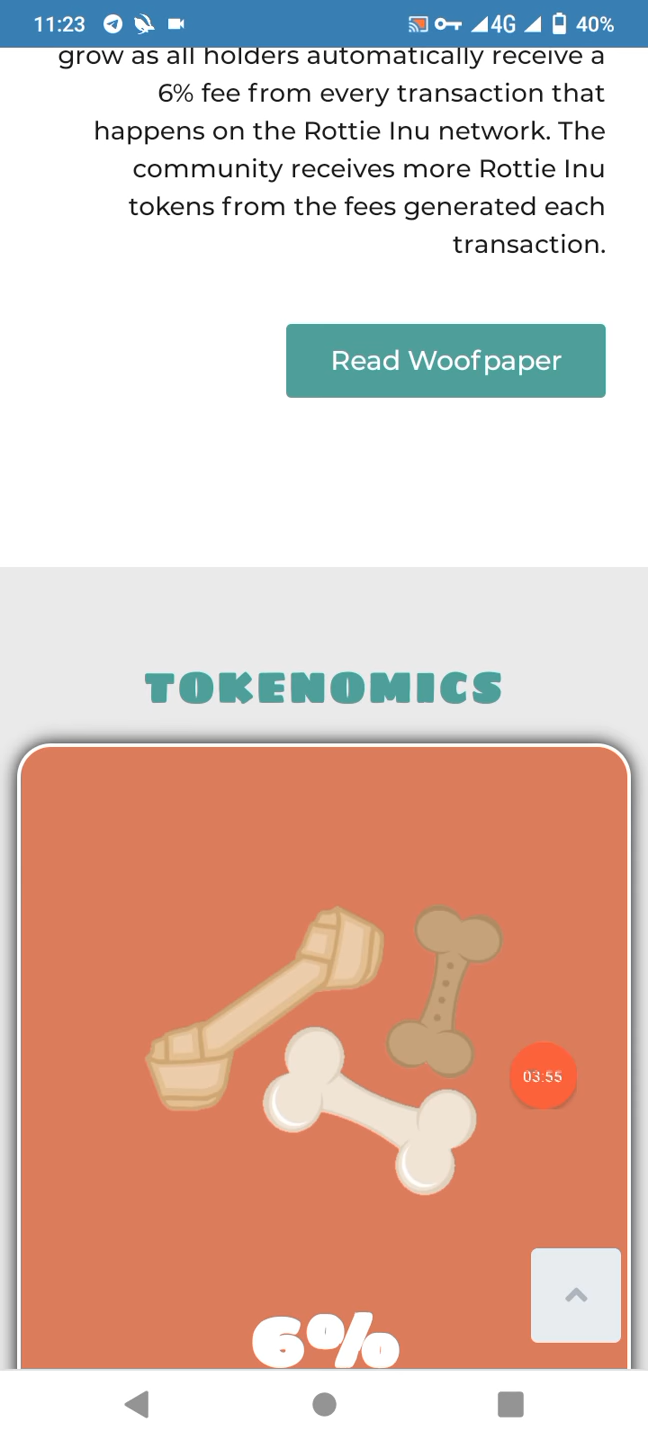 11:23
4G
40%
grow as all holders automatically receive a
6% fee from every transaction that
happens on the Rottie Inu network. The
community receives more Rottie Inu
tokens from the fees generated each
transaction.
Read Woofpaper
TOKENOMICS
03:55
6%